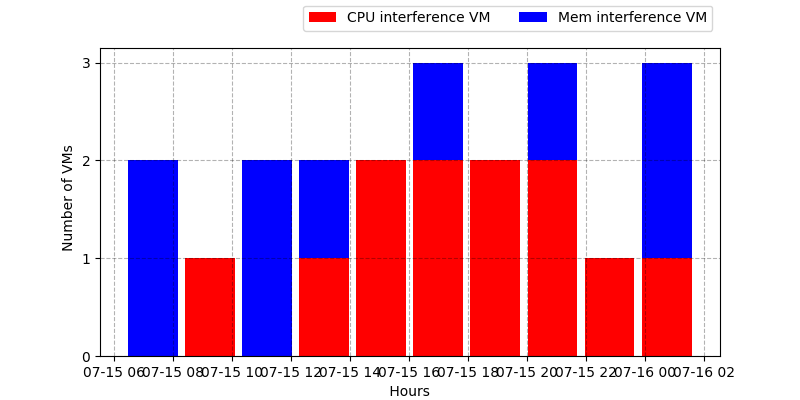 CPU interference VM Mem interference VM
3
2
1
0
Number of VMs
07-15 06 07-15 08 07-15 10 07-15 12 07-15 14 07-15 16 07-15 18 07-15 20 07-15 22 07-16 00 07-16 02
Hours